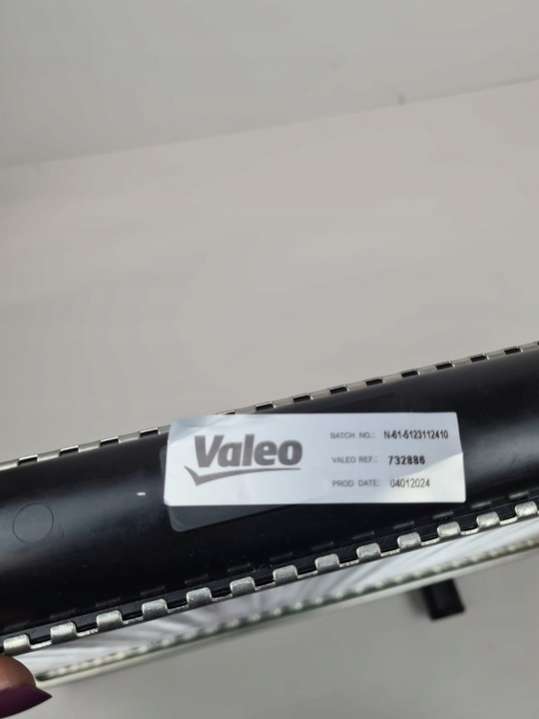 Valeo
BATCH NO.: N-61-5123112410
VALEO REF.: 732886
PROD DATE: 04012024